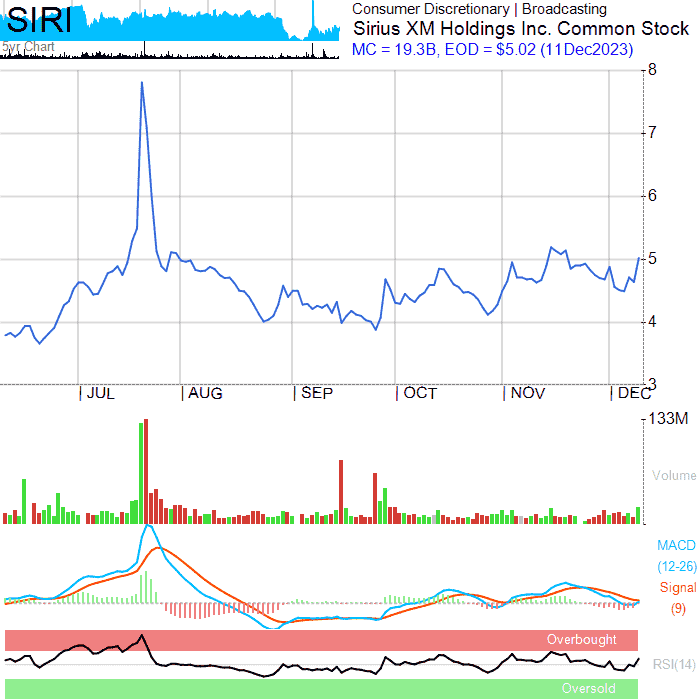 SIRI
5yr Chart
Consumer Discretionary | Broadcasting
Sirius XM Holdings Inc. Common Stock
MC = 19.3B, EOD = $5.02 (11Dec2023)
8
7
6
5
4
3
JUL AUG SEP OCT NOV DEC
133M
Volume
MACD
(12-26)
Signal
(9)
Overbought
RSI(14)
Oversold